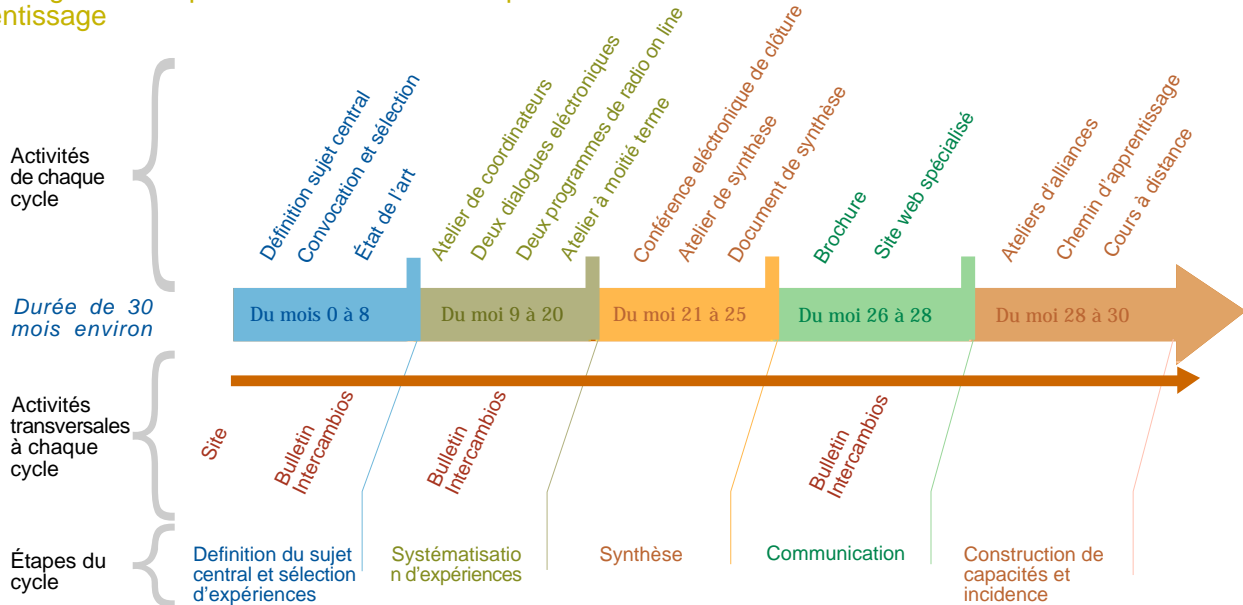 entissage
Activités
de chaque
cycle
Définition sujet central
Convocation et sélection
État de l'art
Atelier de coordinateurs
Deux dialogues eléctroniques
Deux programmes de radio on line
Atelier à moitié terme
Conférence eléctronique de clôture
Atelier de synthèse
Document de synthèse
Brochure
Site web spécialisé
Ateliers d'alliances
Chemin d'apprentissage
Cours à distance
Durée de 30
mois environ
Du mois 0 à 8
Du moi 9 à 20
Du moi 21 à 25
Du moi 26 à 28
Du moi 28 à 30
Activités
transversales
à chaque
cycle
Site
Bulletin
Intercambios
Bulletin
Intercambios
Bulletin
Intercambios
Étapes du
cycle
Definition du sujet
central et sélection
d'expériences
Systématisatio
n d'expériences
Synthèse
Communication
Construction de
capacités et
incidence